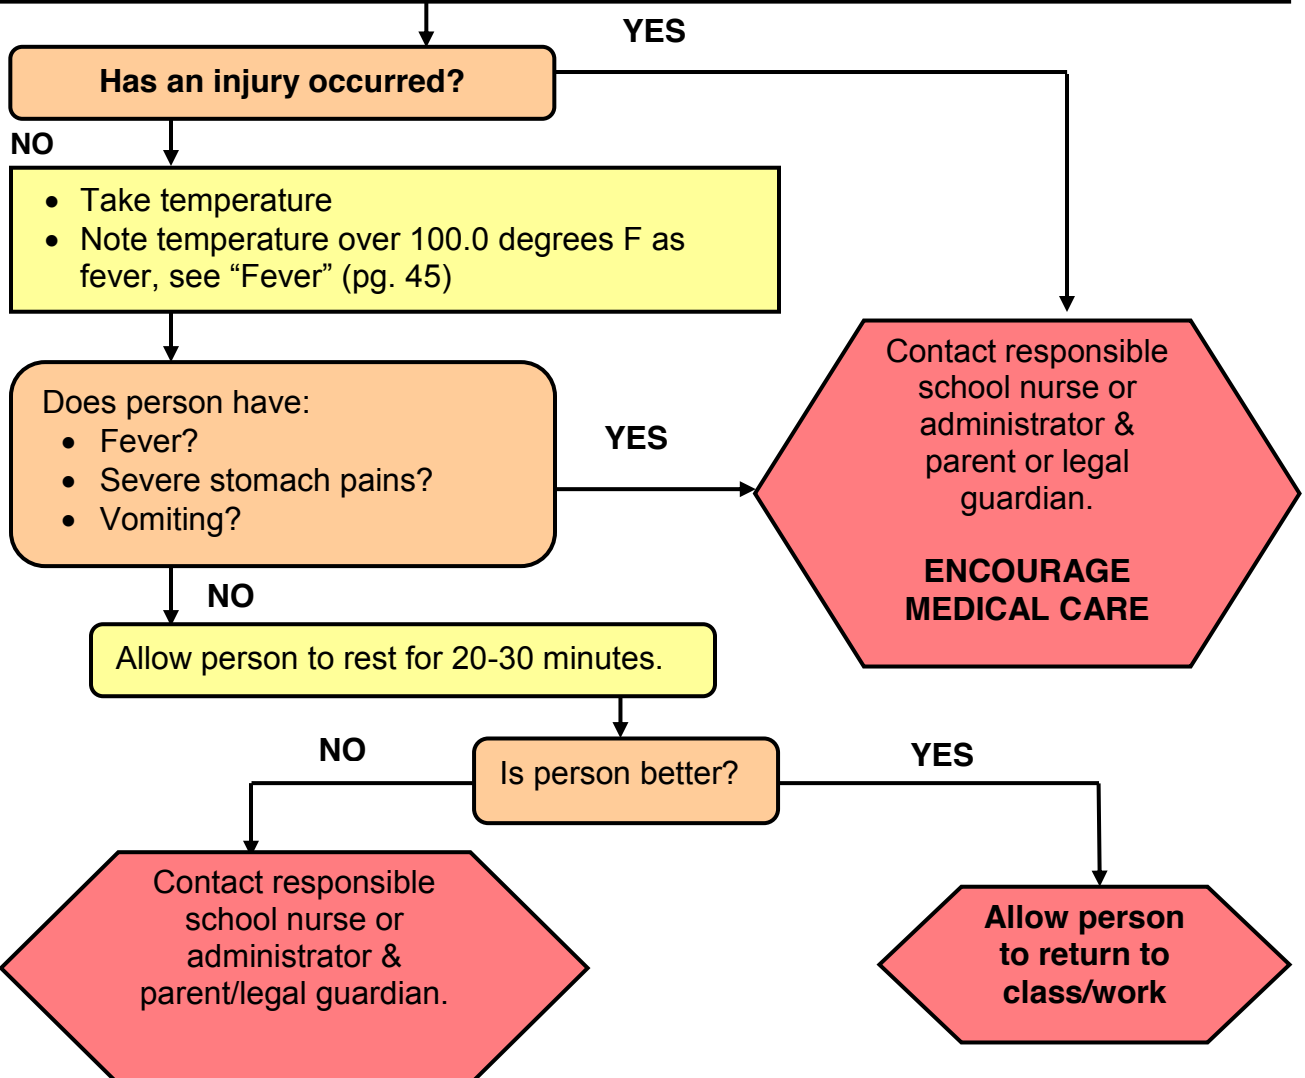 YES
Has an injury occurred?
NO
• Take temperature
• Note temperature over 100.0 degrees F as
fever, see “Fever” (pg. 45)
Does person have:
• Fever?
• Severe stomach pains?
• Vomiting?
YES
Contact responsible
school nurse or
administrator &
parent or legal
guardian.
ENCOURAGE
MEDICAL CARE
NO
Allow person to rest for 20-30 minutes.
NO
Is person better?
YES
Contact responsible
school nurse or
administrator &
parent/legal guardian.
Allow person
to return to
class/work